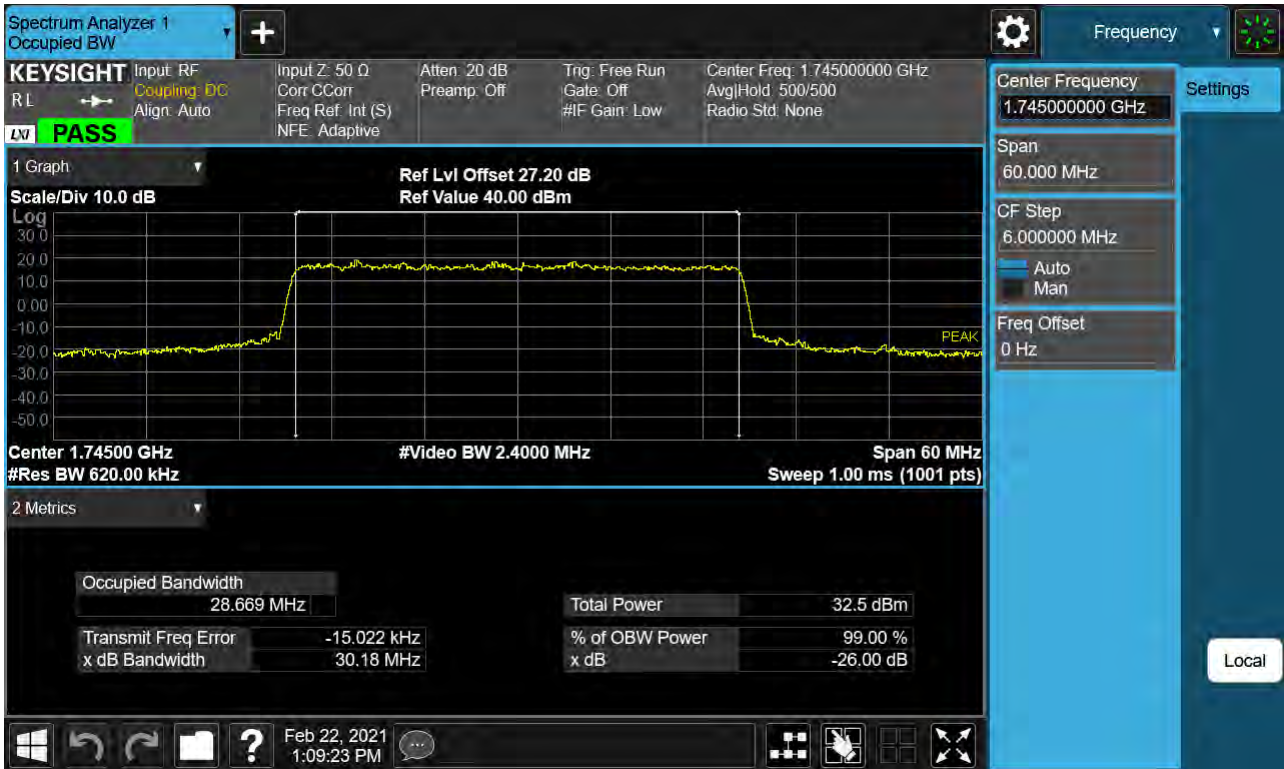 Spectrum Analyzer 1
Occupied BW
+
Frequency
KEYSIGHT
R L
LXI
PASS
Input: RF
Coupling: DC
Align: Auto
Input Z: 50 Ω
Corr CCorr
Freq Ref: Int (S)
NFE: Adaptive
Atten: 20 dB
Preamp: Off
Trig: Free Run
Gate: Off
#IF Gain: Low
Center Freq: 1.745000000 GHz
Avg|Hold: 500/500
Radio Std: None
Center Frequency
1.745000000 GHz
Settings
Span
60.000 MHz
CF Step
6.000000 MHz
Auto
Man
Freq Offset
0 Hz
Local
1 Graph
Scale/Div 10.0 dB
Ref Lvl Offset 27.20 dB
Ref Value 40.00 dBm
Log
30.0
20.0
10.0
0.00
-10.0
-20.0
-30.0
-40.0
-50.0
PEAK
Center 1.74500 GHz
#Video BW 2.4000 MHz
Span 60 MHz
#Res BW 620.00 kHz
Sweep 1.00 ms (1001 pts)
2 Metrics
Occupied Bandwidth
28.669 MHz
Transmit Freq Error -15.022 kHz
x dB Bandwidth 30.18 MHz
Total Power 32.5 dBm
% of OBW Power 99.00 %
x dB -26.00 dB
?
Feb 22, 2021
1:09:23 PM